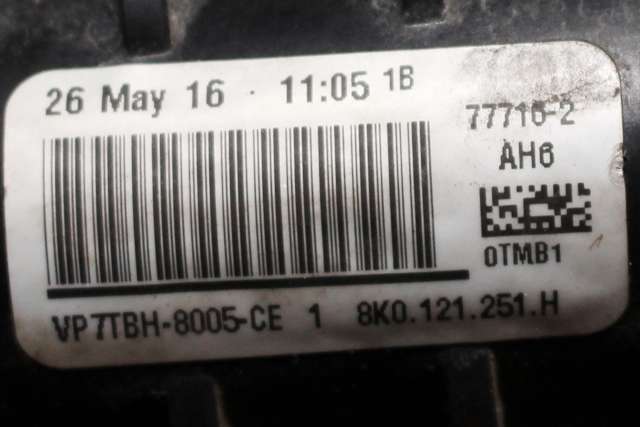 26 May 16 · 11:05 1B
77716-2
AH6
0TMB1
VP7TBH-8005-CE 1 8K0.121.251.H